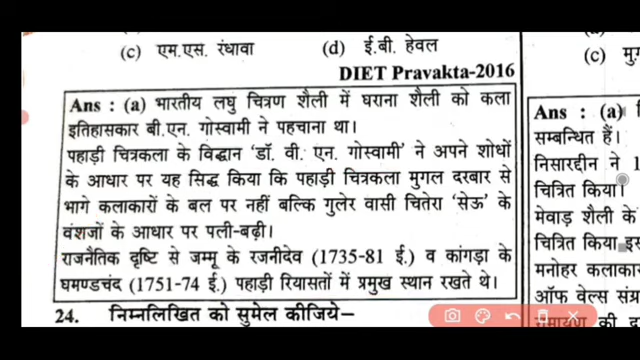 (c) एम.एस. रंधावा (d) ई.बी. हेवल
DIET Pravakta-2016
Ans : (a) भारतीय लघु चित्रण शैली में घराना शैली को कला
इतिहासकार बी.एन. गोस्वामी ने पहचाना था।
पहाड़ी चित्रकला के विद्वान 'डॉ. वी. एन. गोस्वामी' ने अपने शोधों
के आधार पर यह सिद्ध किया कि पहाड़ी चित्रकला मुगल दरबार से
भागे कलाकारों के बल पर नहीं बल्कि गुलेर वासी चितेरा 'सेऊ' के
वंशजों के आधार पर पली-बढ़ी।
राजनैतिक दृष्टि से जम्मू के रजनीदेव (1735-81 ई.) व कांगड़ा के
घमण्डचंद (1751-74 ई.) पहाड़ी रियासतों में प्रमुख स्थान रखते थे।
24. निम्नलिखित को सुमेल कीजिये–
(c)
Ans : (a)
सम्बन्धित हैं।
निसारद्दीन ने 1
चित्रित किया।
मेवाड़ शैली के
चित्रित किया इस
मनोहर कलाकार
ऑफ वेल्स संग्र
की